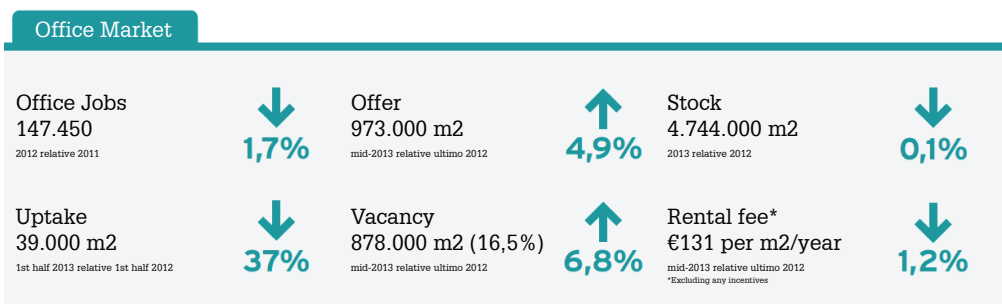 Office Market
Office Jobs
147.450
2012 relative 2011
1,7%
Offer
973.000 m2
mid-2013 relative ultimo 2012
4,9%
Stock
4.744.000 m2
2013 relative 2012
0,1%
Uptake
39.000 m2
1st half 2013 relative 1st half 2012
37%
Vacancy
878.000 m2 (16,5%)
mid-2013 relative ultimo 2012
6,8%
Rental fee*
€131 per m2/year
mid-2013 relative ultimo 2012
*Excluding any incentives
1,2%